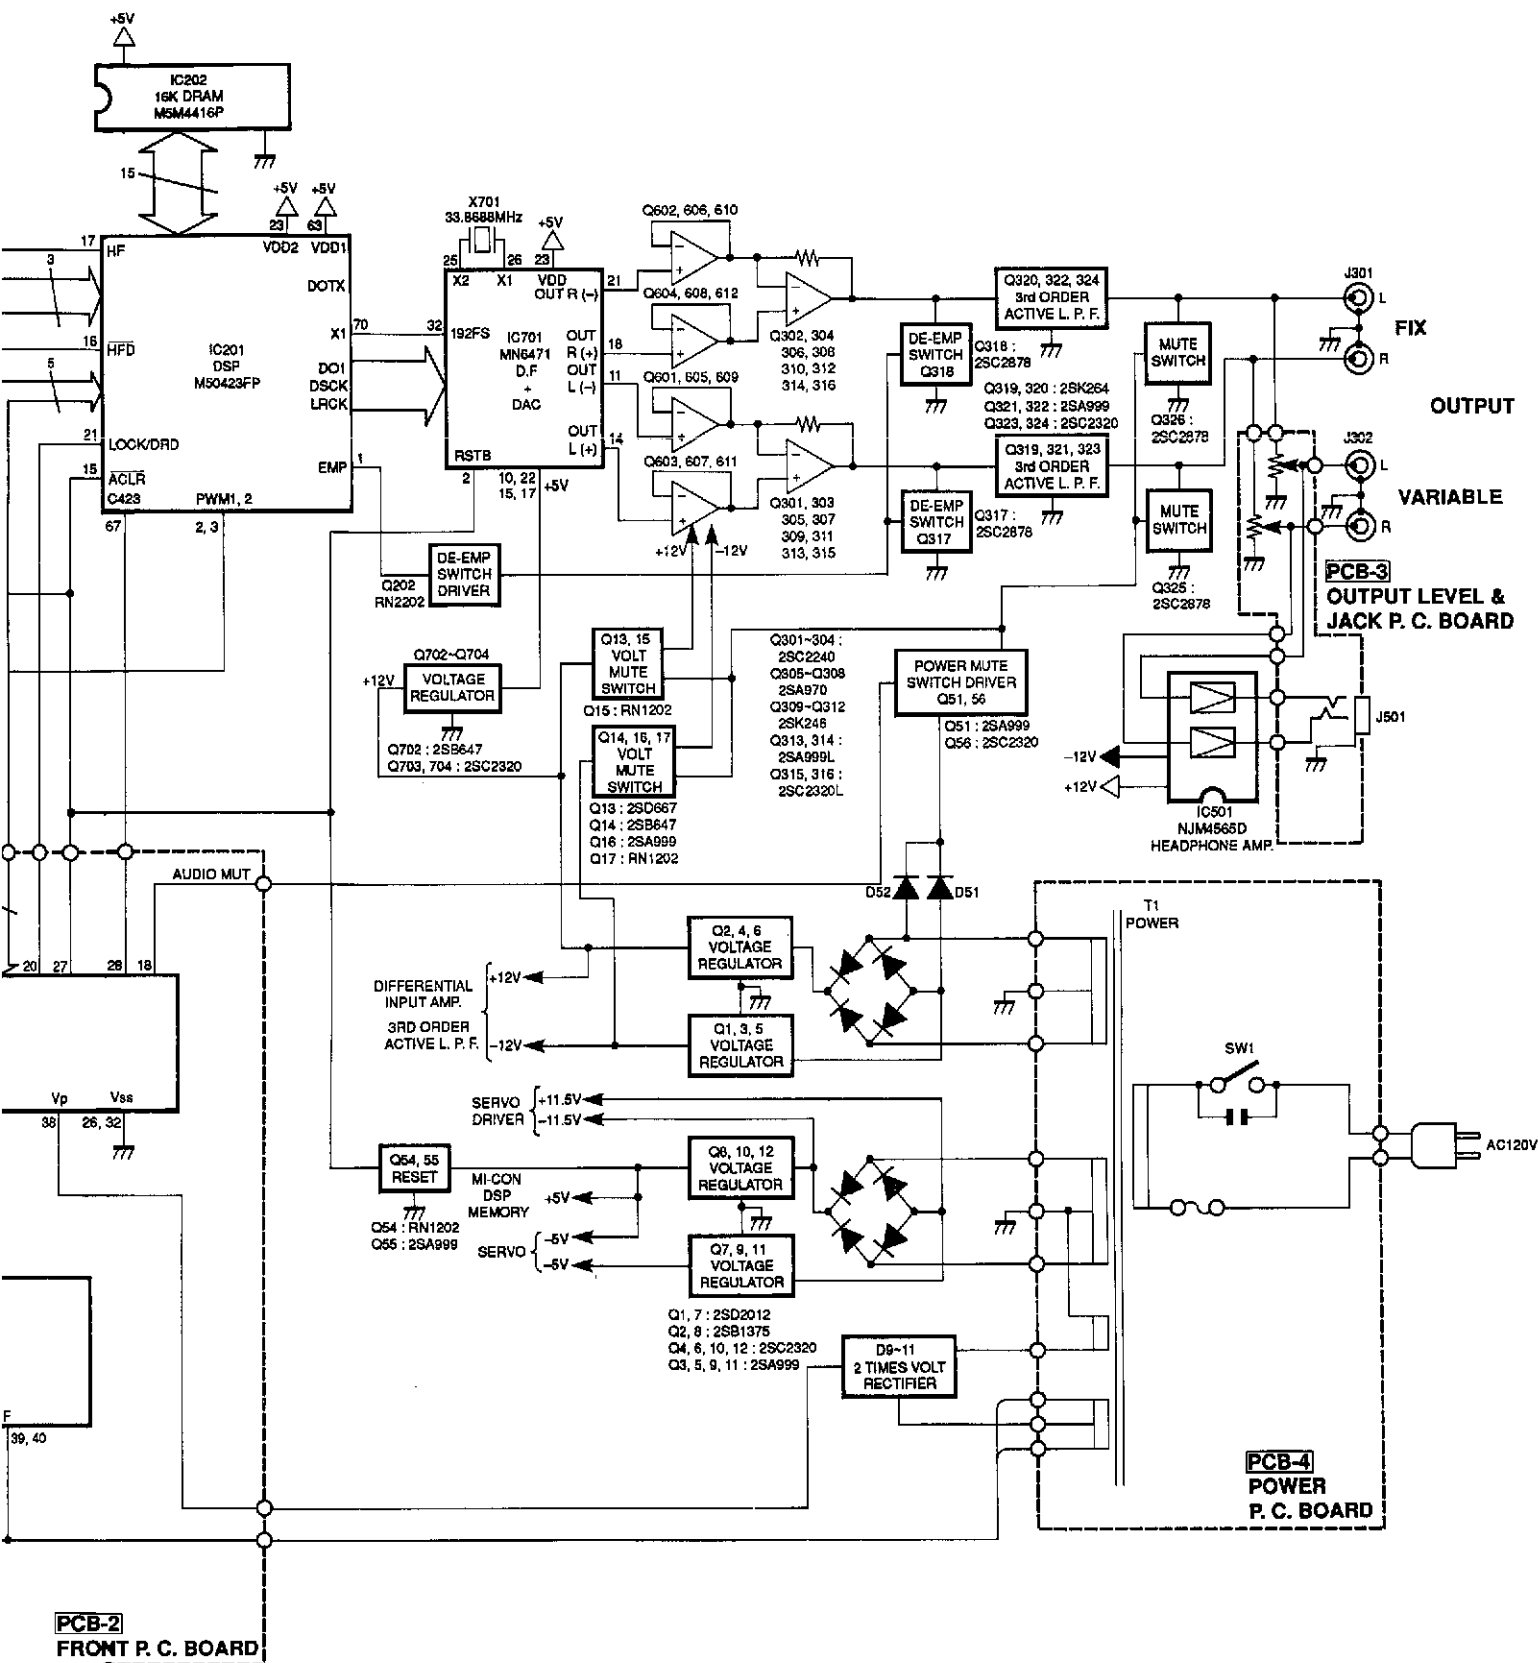 +5V
IC202
16K DRAM
M5M4416P
15
+5V
+5V
23
63
17
HF
VDD2
VDD1
3
DOTX
X1
70
16
HFD
IC201
DSP
M50423FP
DO1
DSCK
LRCK
5
21
LOCK/DRD
15
ACLR
EMP
1
C423
PWM1, 2
67
2, 3
X701
33.8688MHz
+5V
25
26
23
X2
X1
VDD
21
OUT R (–)
32
192FS
OUT
R (+)
18
IC701
MN6471
D.F
+
DAC
OUT
L (–)
11
OUT
L (+)
14
RSTB
2
10, 22
15, 17
+5V
Q602, 606, 610
Q604, 608, 612
Q601, 605, 609
Q603, 607, 611
+12V
–12V
Q302, 304
306, 308
310, 312
314, 316
Q301, 303
305, 307
309, 311
313, 315
DE-EMP
SWITCH
Q318
Q318 :
2SC2878
Q320, 322, 324
3rd ORDER
ACTIVE L. P. F.
Q319, 320 : 2SK264
Q321, 322 : 2SA999
Q323, 324 : 2SC2320
Q319, 321, 323
3rd ORDER
ACTIVE L. P. F.
DE-EMP
SWITCH
Q317
Q317 :
2SC2878
MUTE
SWITCH
Q326 :
2SC2878
MUTE
SWITCH
Q325 :
2SC2878
J301
L
FIX
R
OUTPUT
J302
L
VARIABLE
R
PCB-3
OUTPUT LEVEL &
JACK P. C. BOARD
J501
–12V
+12V
IC501
NJM4565D
HEADPHONE AMP.
DE-EMP
SWITCH
DRIVER
Q202
RN2202
Q702~Q704
+12V
VOLTAGE
REGULATOR
Q702 : 2SB647
Q703, 704 : 2SC2320
Q13, 15
VOLT
MUTE
SWITCH
Q15 : RN1202
Q14, 16, 17
VOLT
MUTE
SWITCH
Q13 : 2SD667
Q14 : 2SB647
Q16 : 2SA999
Q17 : RN1202
Q301~304 :
2SC2240
Q305~Q308
2SA970
Q309~Q312
2SK246
Q313, 314 :
2SA999L
Q315, 316 :
2SC2320L
POWER MUTE
SWITCH DRIVER
Q51, 56
Q51 : 2SA999
Q56 : 2SC2320
AUDIO MUT
D52
D51
20
27
28
18
Vp
Vss
38
26, 32
Q2, 4, 6
VOLTAGE
REGULATOR
DIFFERENTIAL
INPUT AMP.
+12V
3RD ORDER
ACTIVE L. P. F.
–12V
Q1, 3, 5
VOLTAGE
REGULATOR
SERVO
DRIVER
+11.5V
–11.5V
Q8, 10, 12
VOLTAGE
REGULATOR
Q54, 55
RESET
Q54 : RN1202
Q55 : 2SA999
MI-CON
DSP
MEMORY
+5V
SERVO
–5V
–5V
Q7, 9, 11
VOLTAGE
REGULATOR
Q1, 7 : 2SD2012
Q2, 8 : 2SB1375
Q4, 6, 10, 12 : 2SC2320
Q3, 5, 9, 11 : 2SA999
D9~11
2 TIMES VOLT
RECTIFIER
T1
POWER
SW1
AC120V
PCB-4
POWER
P. C. BOARD
F
39, 40
PCB-2
FRONT P. C. BOARD